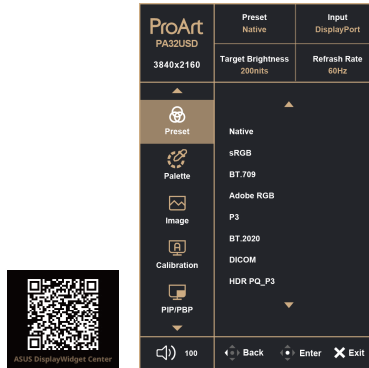 ProArt
PA32USD
3840x2160
Preset
Native
Input
DisplayPort
Target Brightness
200nits
Refresh Rate
60Hz
Preset
Palette
Image
Calibration
PIP/PBP
Native
sRGB
BT.709
Adobe RGB
P3
BT.2020
DICOM
HDR PQ_P3
100
Back
Enter
Exit
ASUS DisplayWidget Center